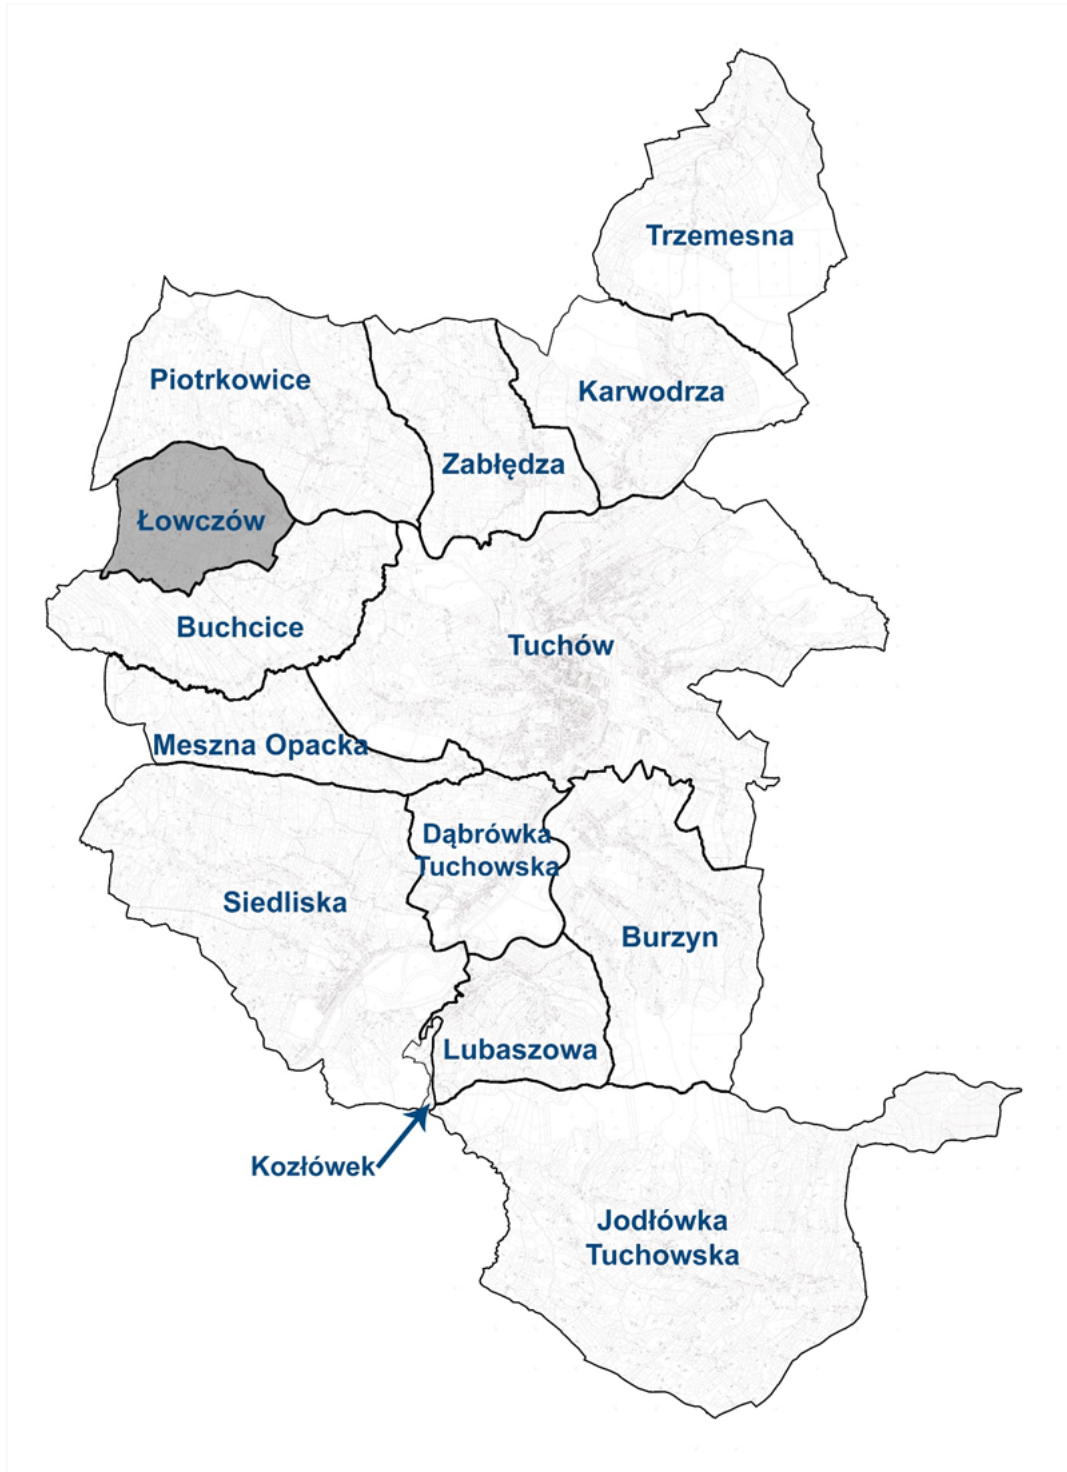 Trzemesna
Piotrkowice
Karwodrza
Zabłędza
Łowczów
Buchcice
Tuchów
Meszna Opacka
Dąbrówka
Tuchowska
Siedliska
Burzyn
Lubaszowa
Kozłówek
Jodłówka
Tuchowska